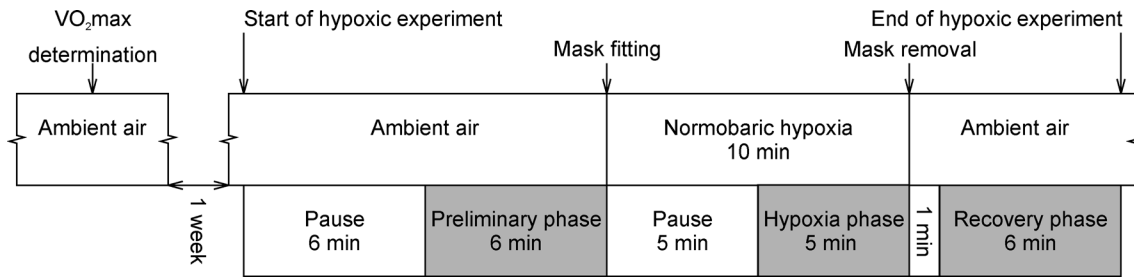 VO₂max
determination
Start of hypoxic experiment
Mask fitting
Mask removal
End of hypoxic experiment
Ambient air
Ambient air
Normobaric hypoxia
10 min
Ambient air
1 week
Pause
6 min
Preliminary phase
6 min
Pause
5 min
Hypoxia phase
5 min
1 min
Recovery phase
6 min